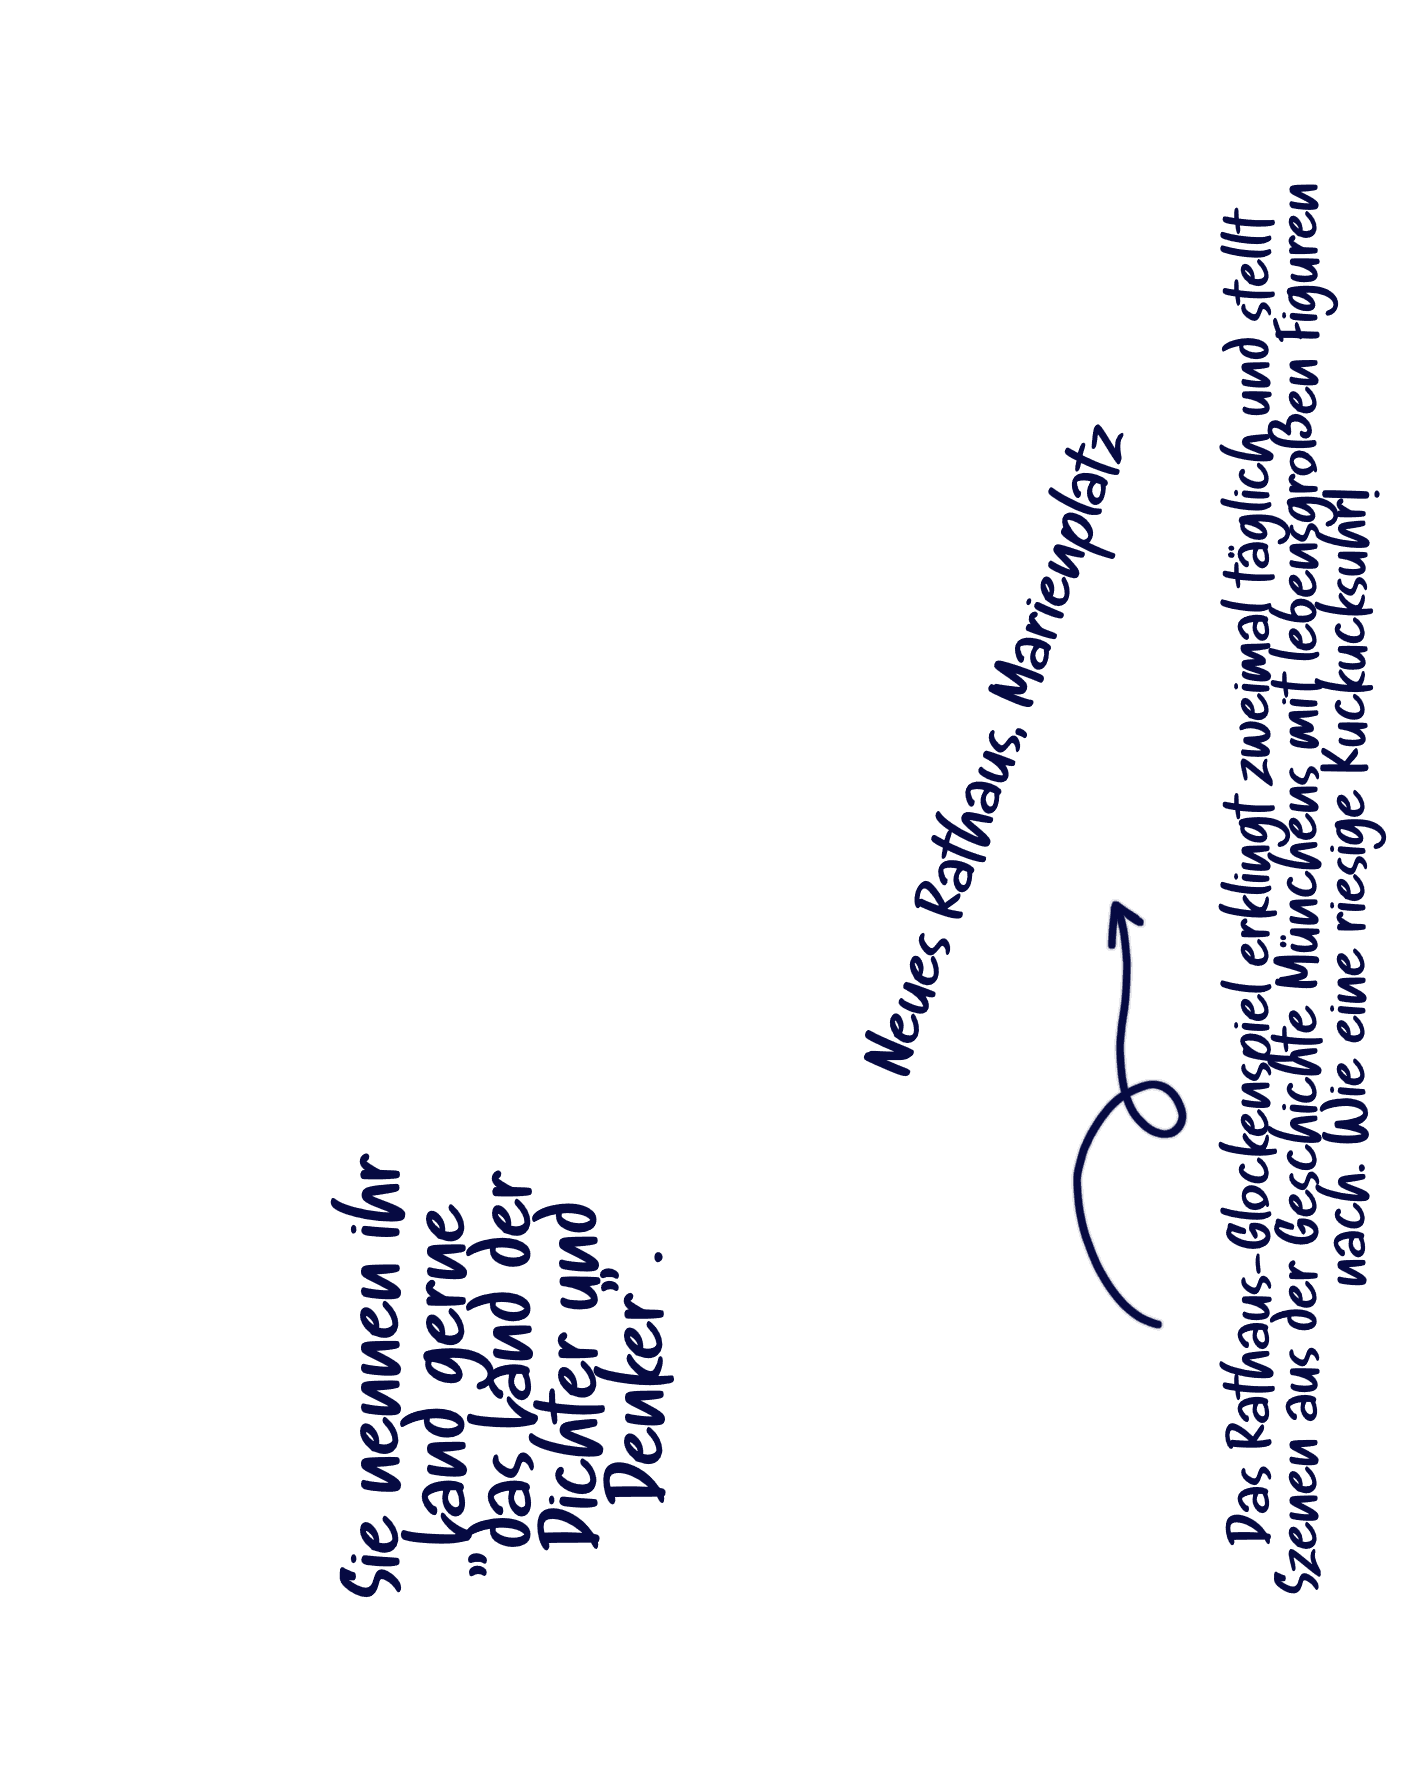 Sie nennen ihr
Land gerne
"das Land der
Dichter und
Denker".
Neues Rathaus, Marienplatz
Das Rathaus-Glockenspiel erklingt zweimal täglich und stellt
Szenen aus der Geschichte Münchens mit lebensgroßen Figuren
nach. Wie eine riesige Kuckucksuhr!